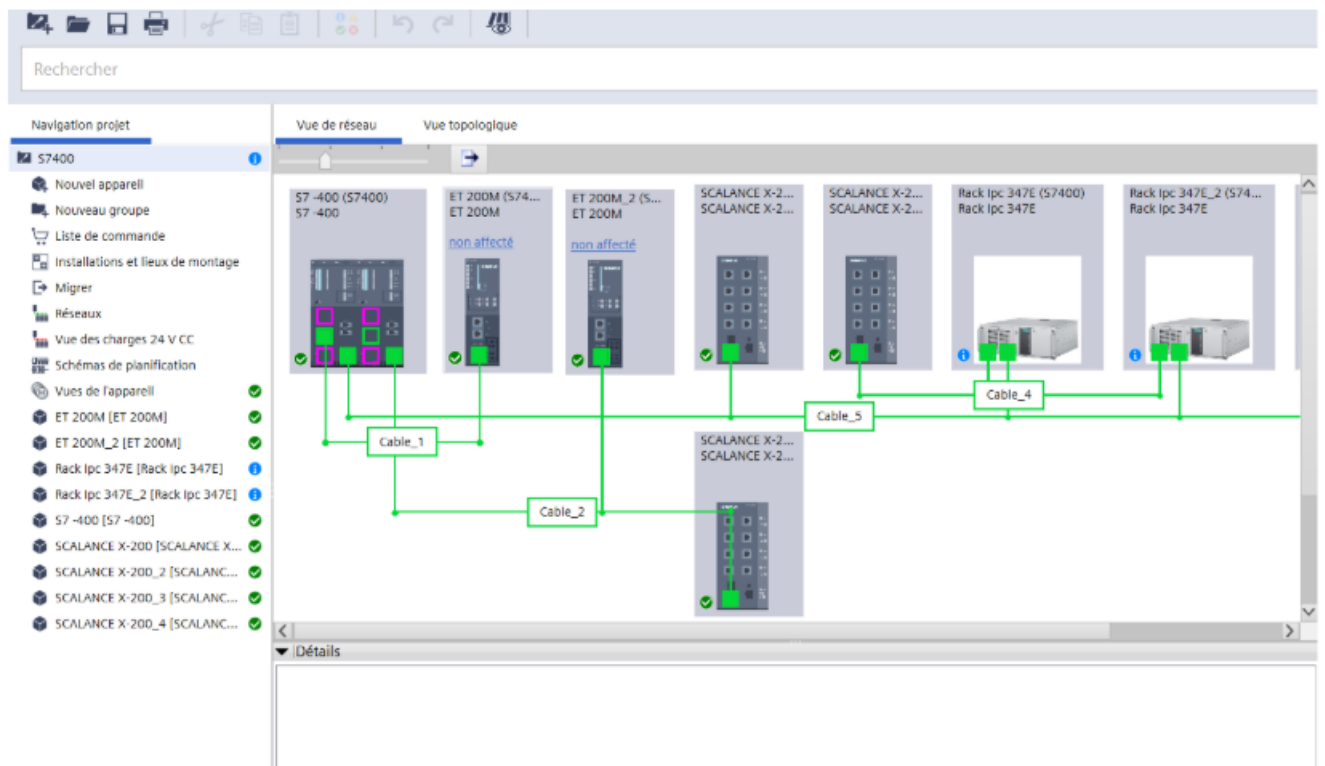 Rechercher
Navigation projet
Vue de réseau
Vue topologique
S7400
Nouvel appareil
Nouveau groupe
Liste de commande
Installations et lieux de montage
Migrer
Réseaux
Vue des charges 24 V CC
Schémas de planification
Vues de l'appareil
ET 200M [ET 200M]
ET 200M_2 [ET 200M]
Rack Ipc 347E [Rack Ipc 347E]
Rack Ipc 347E_2 [Rack Ipc 347E]
S7 -400 [S7 -400]
SCALANCE X-200 [SCALANCE X...
SCALANCE X-200_2 [SCALANC...
SCALANCE X-200_3 [SCALANC...
SCALANCE X-200_4 [SCALANC...
S7 -400 (S7400)
S7 -400
ET 200M (S74...
ET 200M
non affecté
ET 200M_2 (S...
ET 200M
non affecté
SCALANCE X-2...
SCALANCE X-2...
SCALANCE X-2...
SCALANCE X-2...
Rack Ipc 347E (S7400)
Rack Ipc 347E
Rack Ipc 347E_2 (S74...
Rack Ipc 347E
Cable_4
Cable_5
Cable_1
SCALANCE X-2...
SCALANCE X-2...
Cable_2
Détails